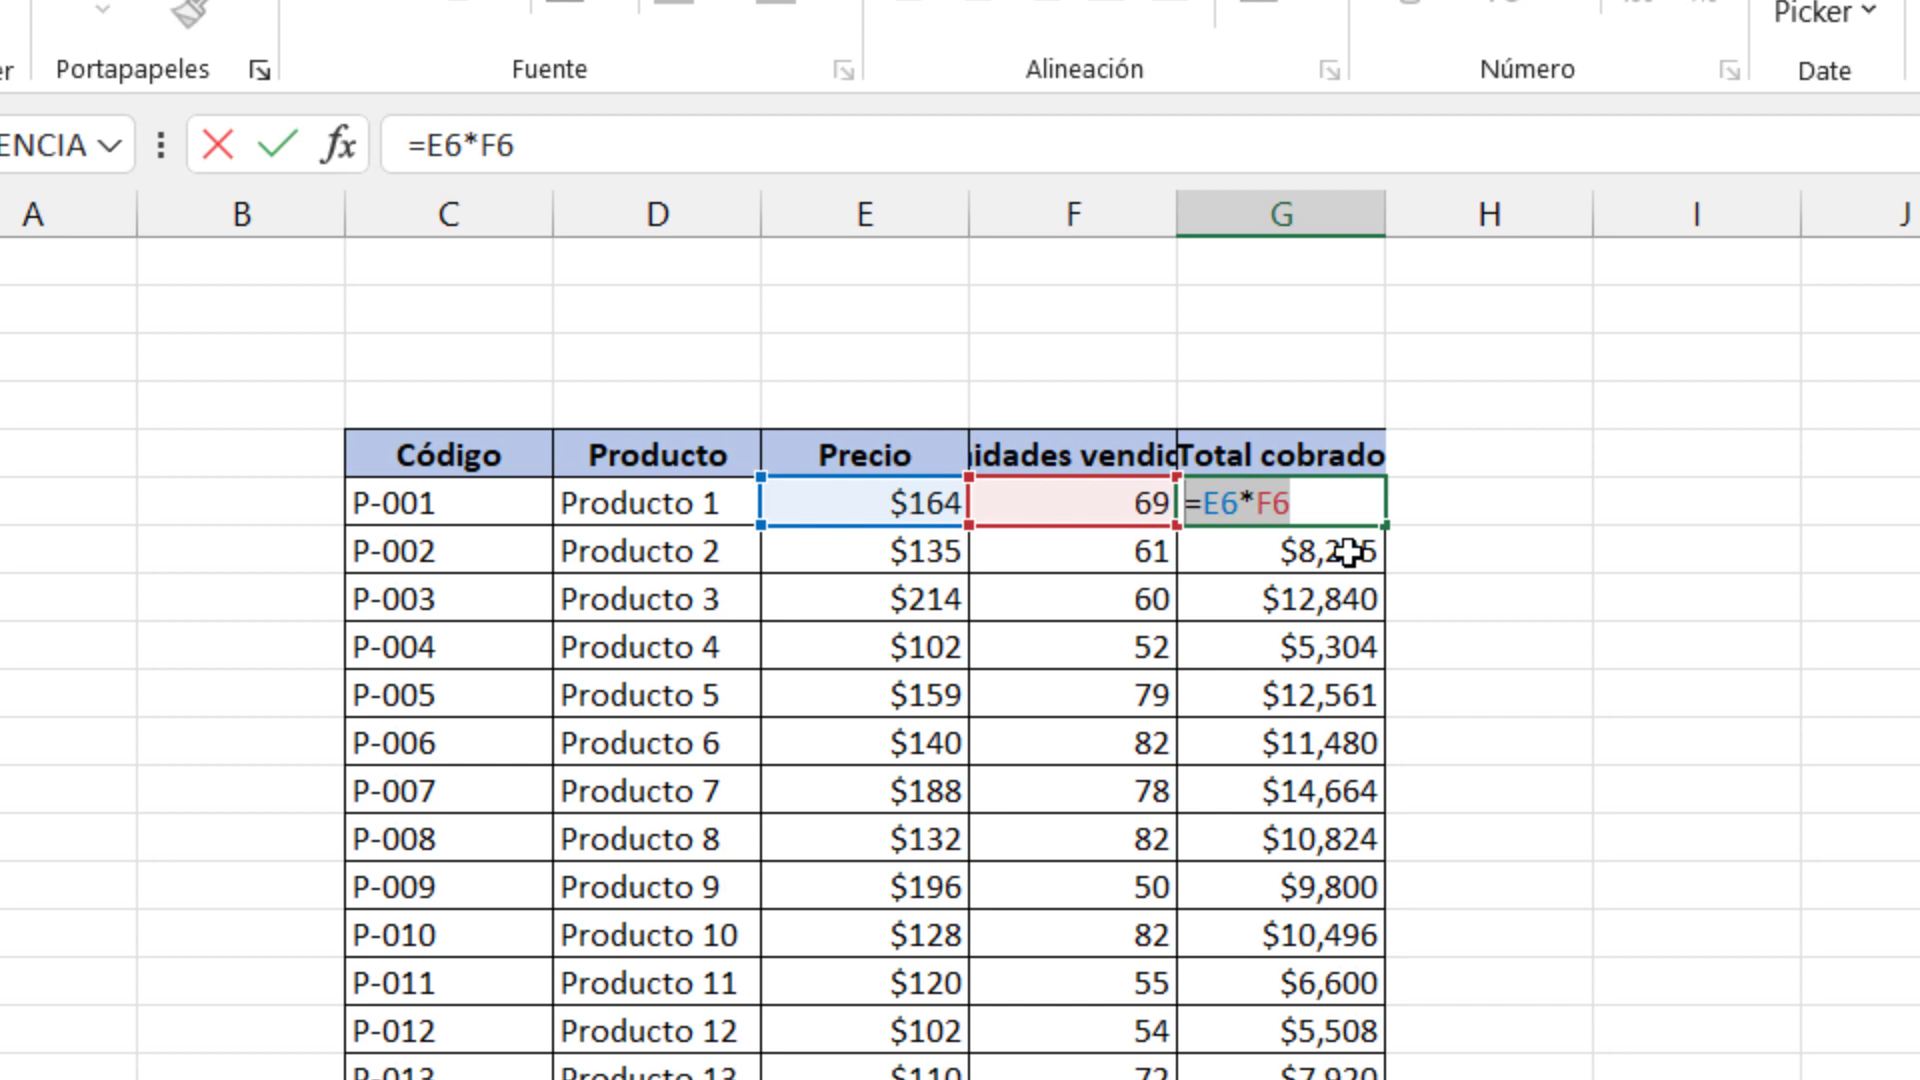 Picker
Portapapeles Fuente Alineación Número Date
ENCIA fx =E6*F6
A B C D E F G H I J
Código Producto Precio idades vendid Total cobrado
P-001 Producto 1 $164 69 =E6*F6
P-002 Producto 2 $135 61
P-003 Producto 3 $214 60 $12,840
P-004 Producto 4 $102 52 $5,304
P-005 Producto 5 $159 79 $12,561
P-006 Producto 6 $140 82 $11,480
P-007 Producto 7 $188 78 $14,664
P-008 Producto 8 $132 82 $10,824
P-009 Producto 9 $196 50 $9,800
P-010 Producto 10 $128 82 $10,496
P-011 Producto 11 $120 55 $6,600
P-012 Producto 12 $102 54 $5,508
P-013 Producto 13 $110 72 $7,920